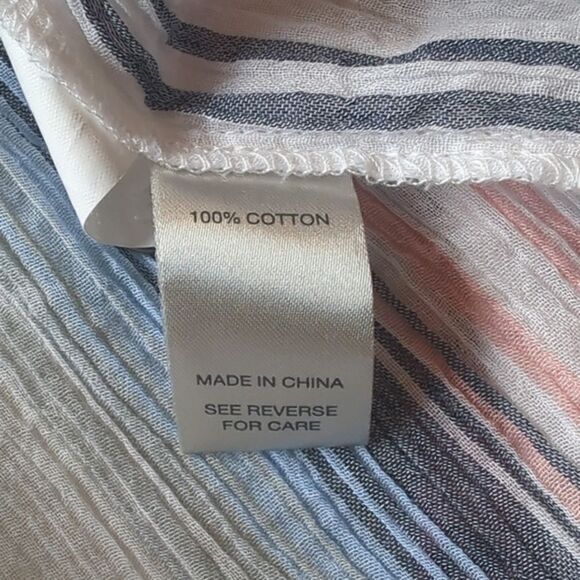 100% COTTON
MADE IN CHINA
SEE REVERSE
FOR CARE